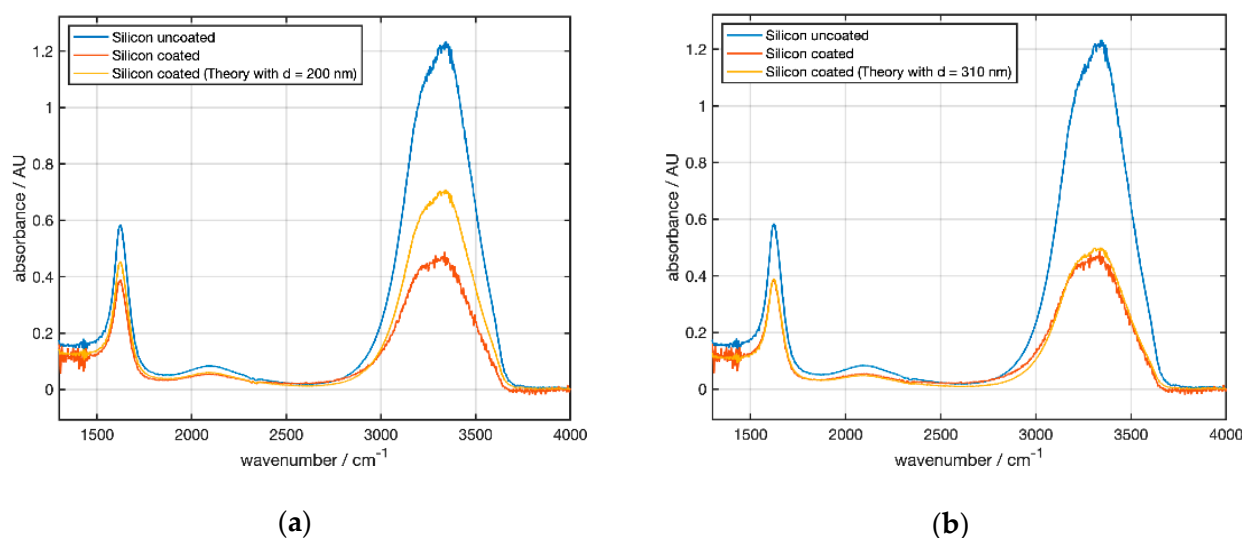 Silicon uncoated
Silicon coated
Silicon coated (Theory with d = 200 nm)
absorbance / AU
1.2
1
0.8
0.6
0.4
0.2
0
1500
2000
2500
3000
3500
4000
wavenumber / cm⁻¹
(a)
Silicon uncoated
Silicon coated
Silicon coated (Theory with d = 310 nm)
absorbance / AU
1.2
1
0.8
0.6
0.4
0.2
0
1500
2000
2500
3000
3500
4000
wavenumber / cm⁻¹
(b)